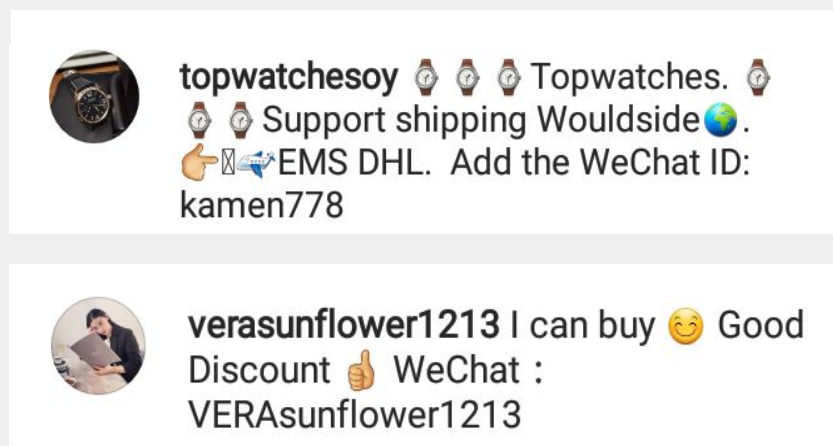 topwatchesoy ⌚ ⌚ ⌚ Topwatches. ⌚
⌚ ⌚ Support shipping Wouldside🌍.
👉✈️EMS DHL. Add the WeChat ID:
kamen778
verasunflower1213 I can buy 😊 Good
Discount 👍 WeChat :
VERAsunflower1213